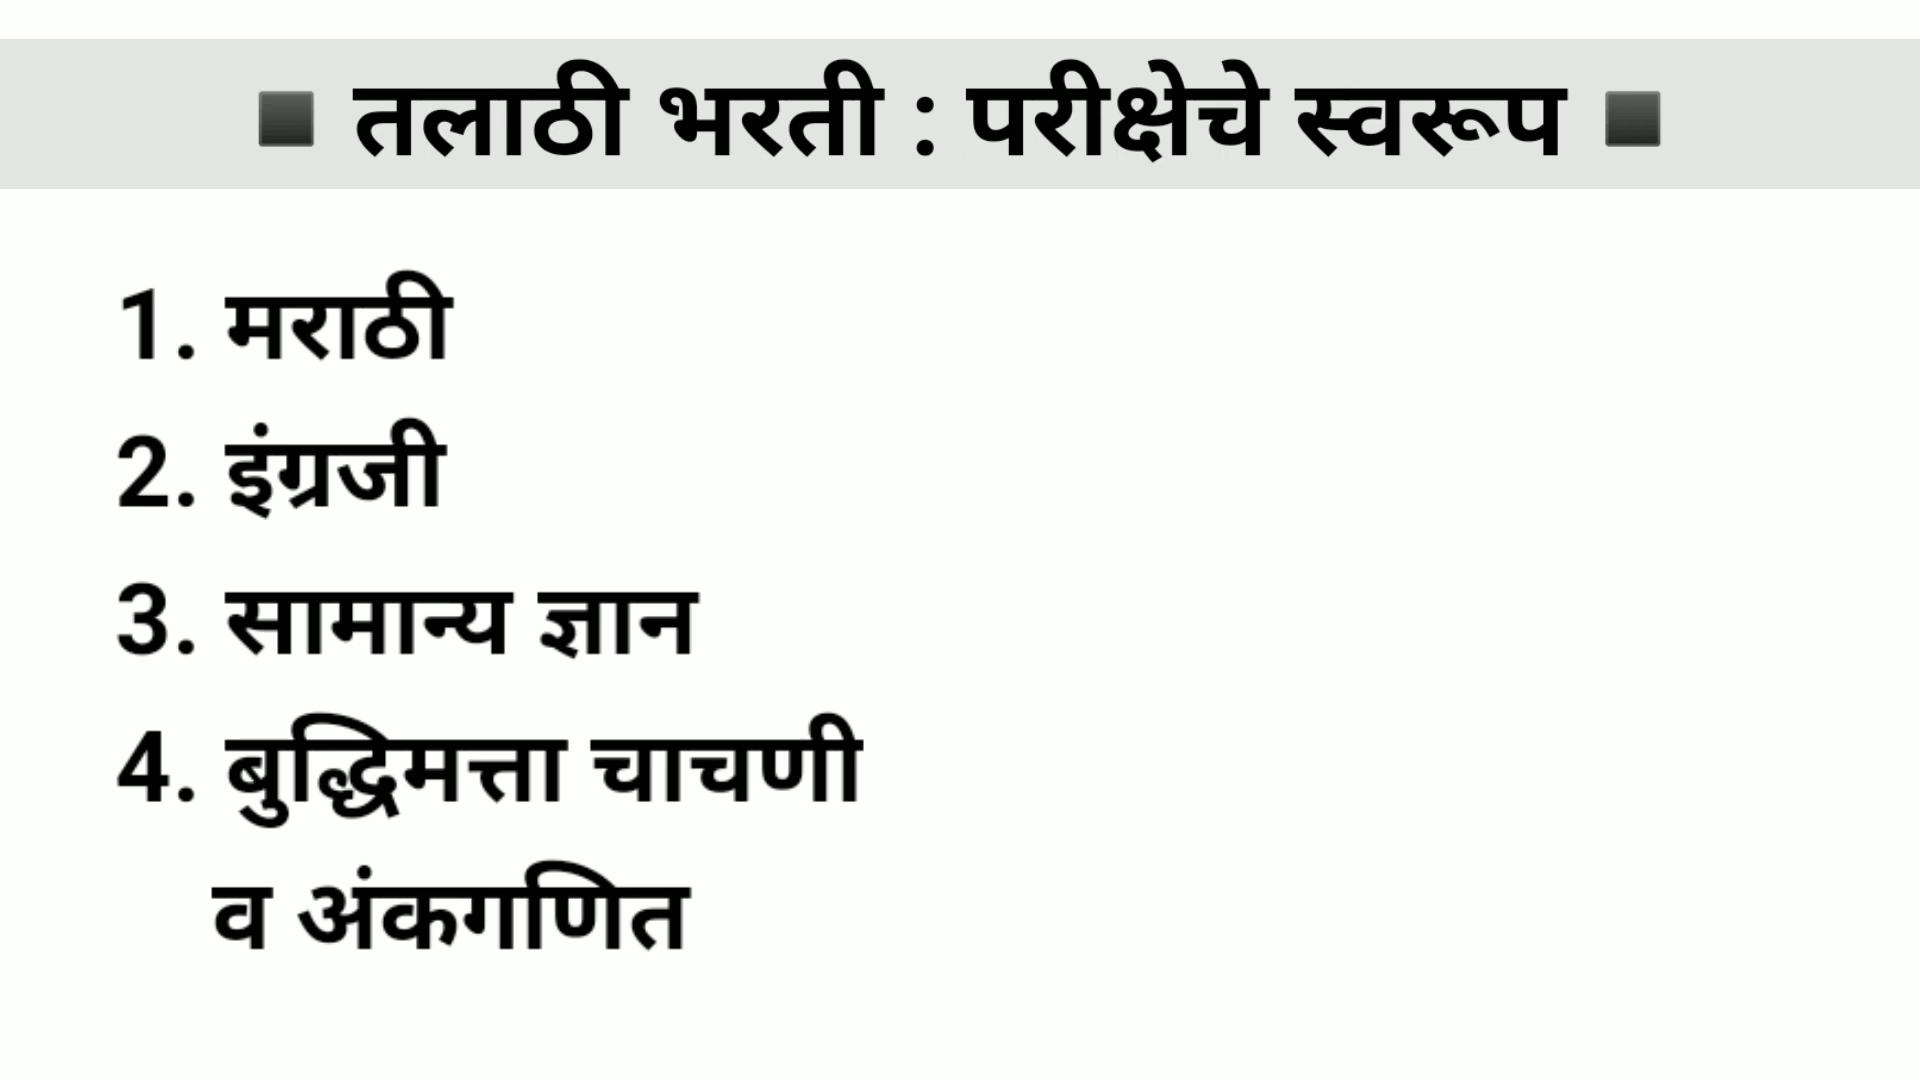 ▪ तलाठी भरती : परीक्षेचे स्वरूप ▪
1. मराठी
2. इंग्रजी
3. सामान्य ज्ञान
4. बुद्धिमत्ता चाचणी
व अंकगणित